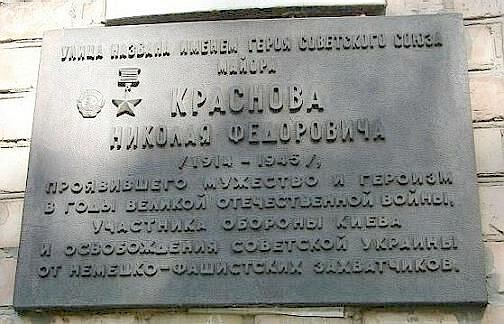 УЛИЦА НАЗВАНА ИМЕНЕМ ГЕРОЯ СОВЕТСКОГО СОЮЗА
МАЙОРА
КРАСНОВА
НИКОЛАЯ ФЕДОРОВИЧА
/1914 - 1945/,
ПРОЯВИВШЕГО МУЖЕСТВО И ГЕРОИЗМ
В ГОДЫ ВЕЛИКОЙ ОТЕЧЕСТВЕННОЙ ВОЙНЫ,
УЧАСТНИКА ОБОРОНЫ КИЕВА
И ОСВОБОЖДЕНИЯ СОВЕТСКОЙ УКРАИНЫ
ОТ НЕМЕЦКО-ФАШИСТСКИХ ЗАХВАТЧИКОВ.